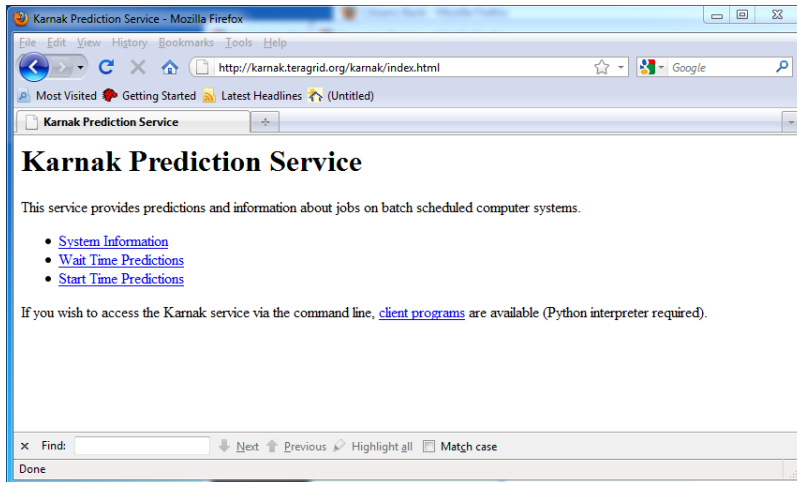 Karnak Prediction Service - Mozilla Firefox
File Edit View History Bookmarks Tools Help
http://karnak.teragrid.org/karnak/index.html
Google
Most Visited Getting Started Latest Headlines (Untitled)
Karnak Prediction Service
Karnak Prediction Service
This service provides predictions and information about jobs on batch scheduled computer systems.
System Information
Wait Time Predictions
Start Time Predictions
If you wish to access the Karnak service via the command line, client programs are available (Python interpreter required).
Find: Next Previous Highlight all Match case
Done